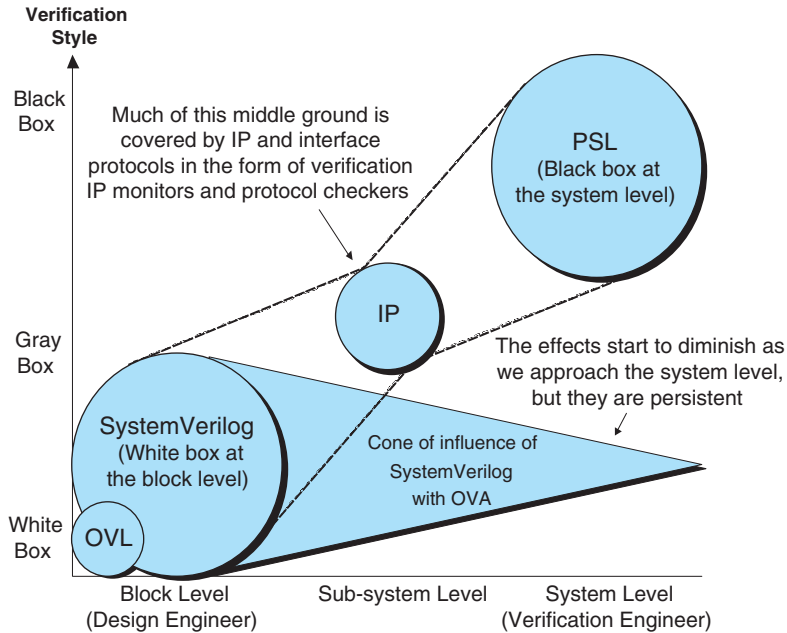 Verification
Style
Black
Box
Much of this middle ground is
covered by IP and interface
protocols in the form of verification
IP monitors and protocol checkers
PSL
(Black box at
the system level)
IP
Gray
Box
The effects start to diminish as
we approach the system level,
but they are persistent
SystemVerilog
(White box at
the block level)
Cone of influence of
SystemVerilog
with OVA
White
Box
OVL
Block Level
(Design Engineer)
Sub-system Level
System Level
(Verification Engineer)